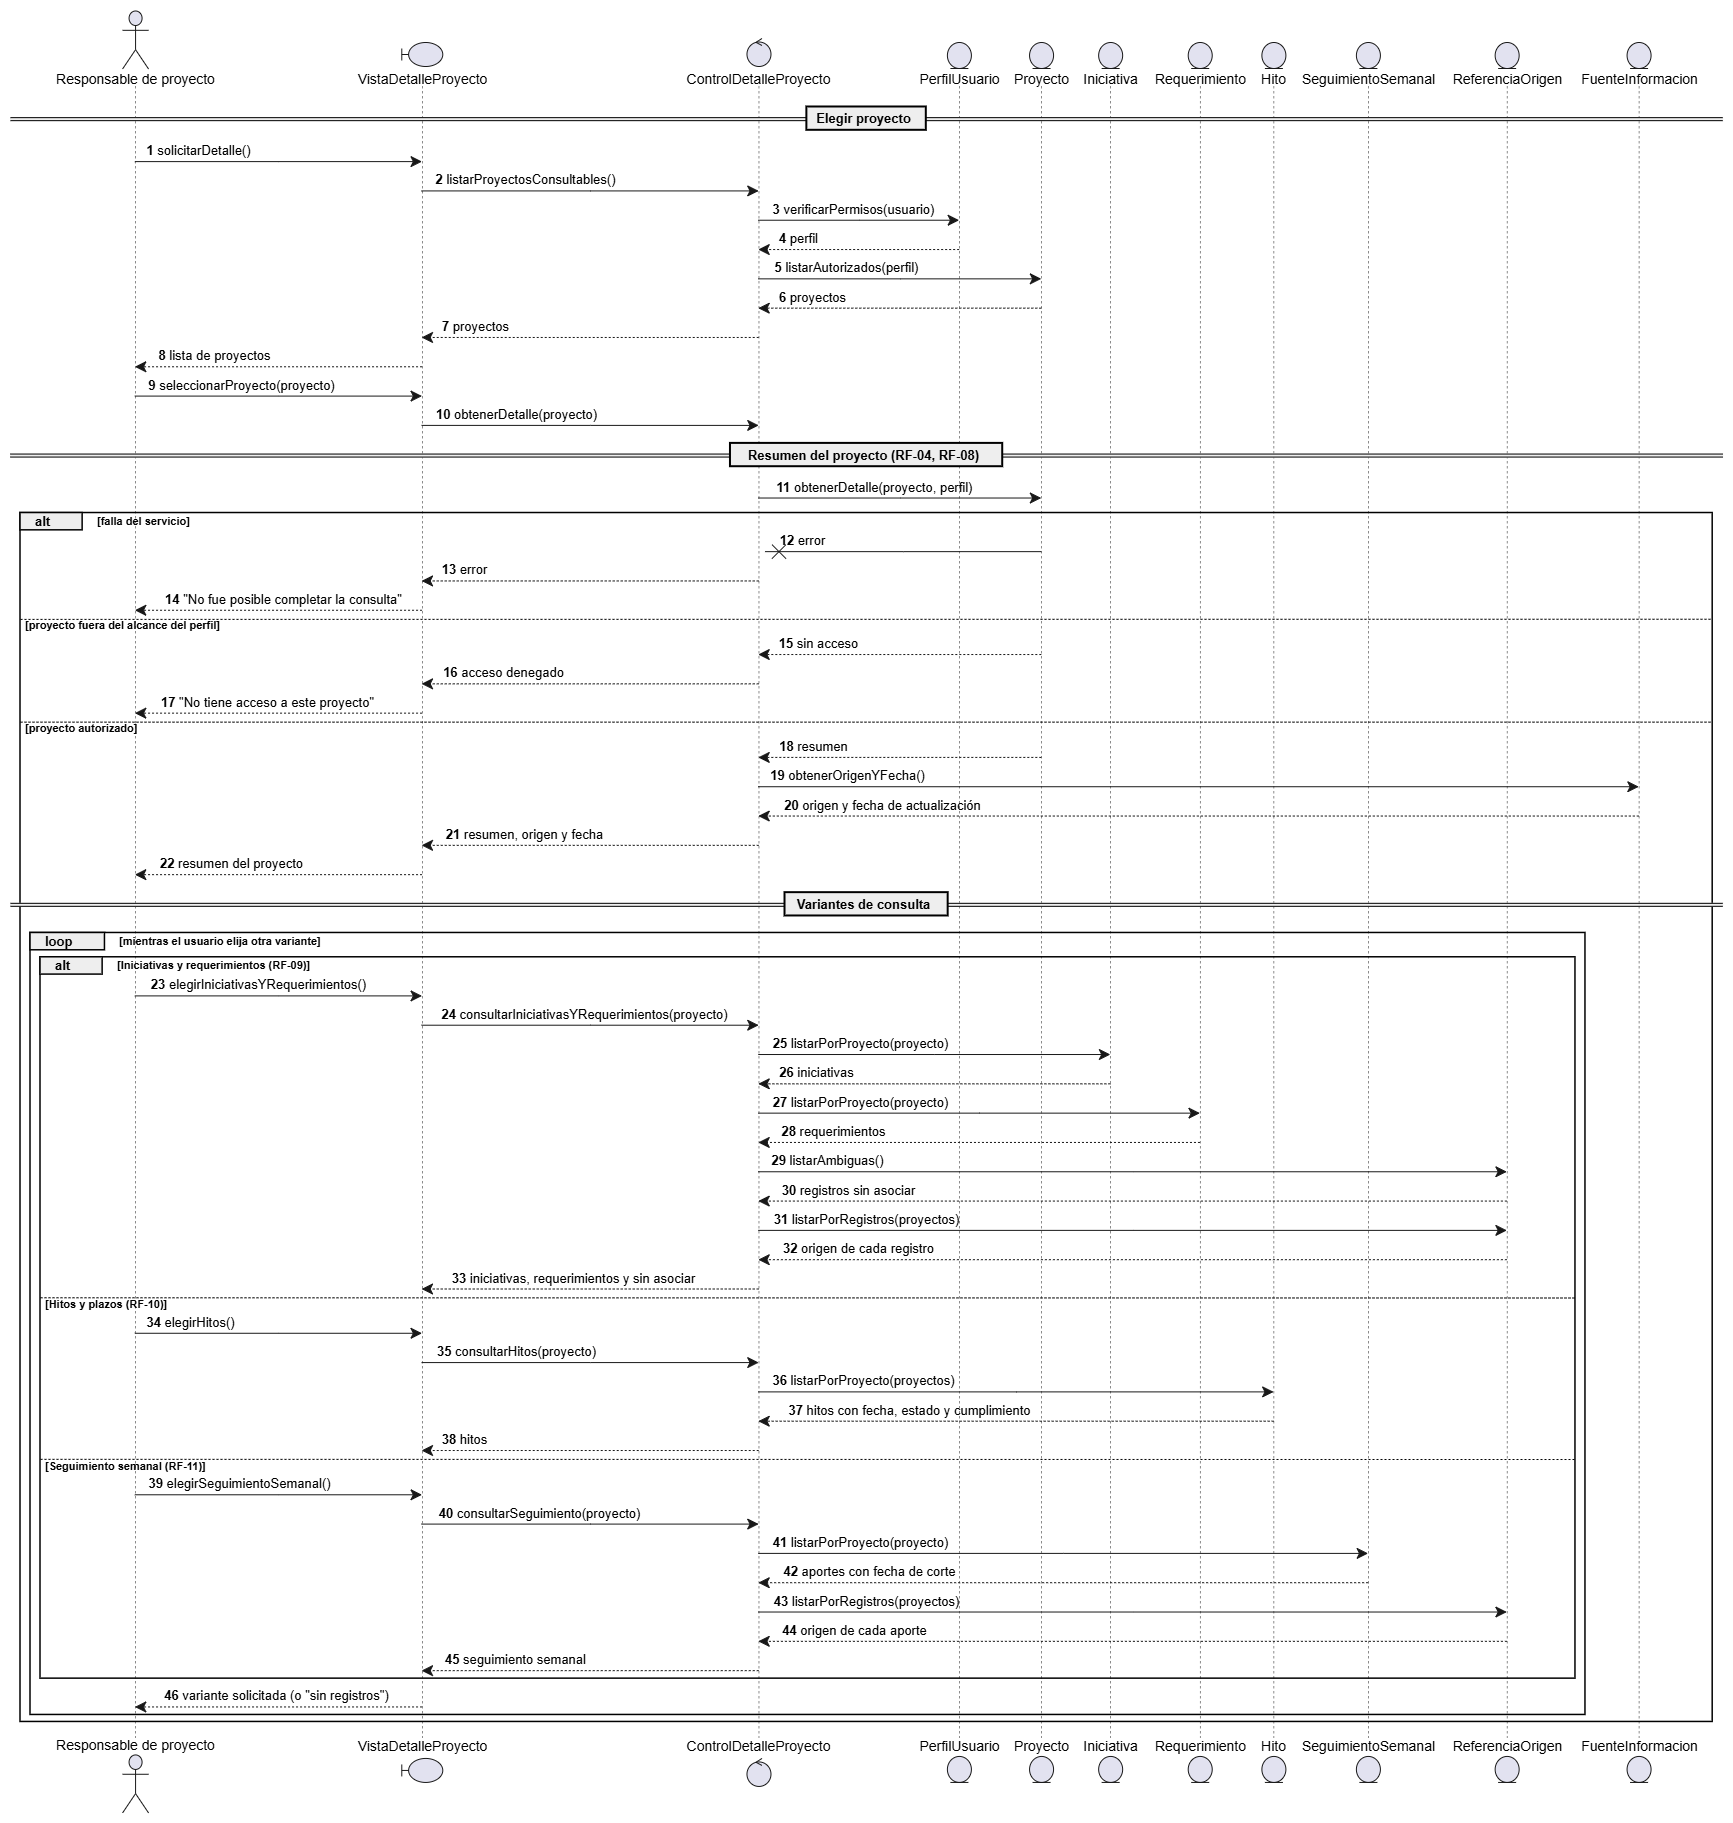 Responsable de proyecto
VistaDetalleProyecto
ControlDetalleProyecto
PerfilUsuario
Proyecto
Iniciativa
Requerimiento
Hito
SeguimientoSemanal
ReferenciaOrigen
FuenteInformacion
Elegir proyecto
1 solicitarDetalle()
2 listarProyectosConsultables()
3 verificarPermisos(usuario)
4 perfil
5 listarAutorizados(perfil)
6 proyectos
7 proyectos
8 lista de proyectos
9 seleccionarProyecto(proyecto)
10 obtenerDetalle(proyecto)
Resumen del proyecto (RF-04, RF-08)
11 obtenerDetalle(proyecto, perfil)
alt [falla del servicio]
12 error
13 error
14 "No fue posible completar la consulta"
[proyecto fuera del alcance del perfil]
15 sin acceso
16 acceso denegado
17 "No tiene acceso a este proyecto"
[proyecto autorizado]
18 resumen
19 obtenerOrigenYFecha()
20 origen y fecha de actualización
21 resumen, origen y fecha
22 resumen del proyecto
Variantes de consulta
loop [mientras el usuario elija otra variante]
alt [Iniciativas y requerimientos (RF-09)]
23 elegirIniciativasYRequerimientos()
24 consultarIniciativasYRequerimientos(proyecto)
25 listarPorProyecto(proyecto)
26 iniciativas
27 listarPorProyecto(proyecto)
28 requerimientos
29 listarAmbiguas()
30 registros sin asociar
31 listarPorRegistros(proyectos)
32 origen de cada registro
33 iniciativas, requerimientos y sin asociar
[Hitos y plazos (RF-10)]
34 elegirHitos()
35 consultarHitos(proyecto)
36 listarPorProyecto(proyectos)
37 hitos con fecha, estado y cumplimiento
38 hitos
[Seguimiento semanal (RF-11)]
39 elegirSeguimientoSemanal()
40 consultarSeguimiento(proyecto)
41 listarPorProyecto(proyecto)
42 aportes con fecha de corte
43 listarPorRegistros(proyectos)
44 origen de cada aporte
45 seguimiento semanal
46 variante solicitada (o "sin registros")
Responsable de proyecto
VistaDetalleProyecto
ControlDetalleProyecto
PerfilUsuario
Proyecto
Iniciativa
Requerimiento
Hito
SeguimientoSemanal
ReferenciaOrigen
FuenteInformacion